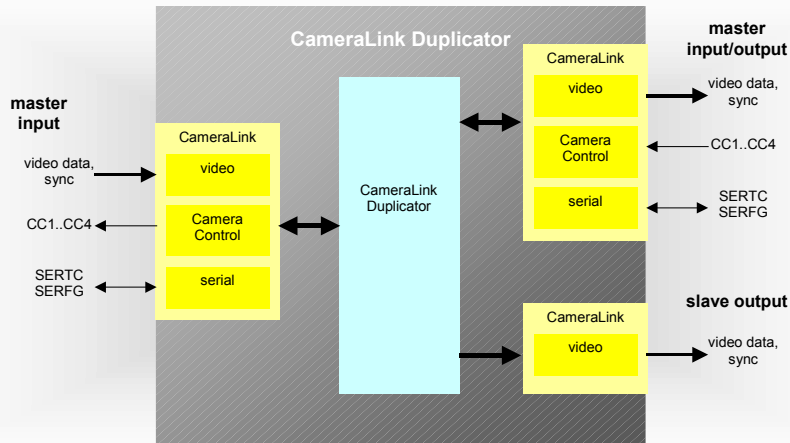 CameraLink Duplicator
master
input
CameraLink
video data,
sync
video
CC1..CC4
Camera
Control
SERTC
SERFG
serial
CameraLink
Duplicator
master
input/output
CameraLink
video
video data,
sync
Camera
Control
CC1..CC4
serial
SERTC
SERFG
slave output
CameraLink
video
video data,
sync